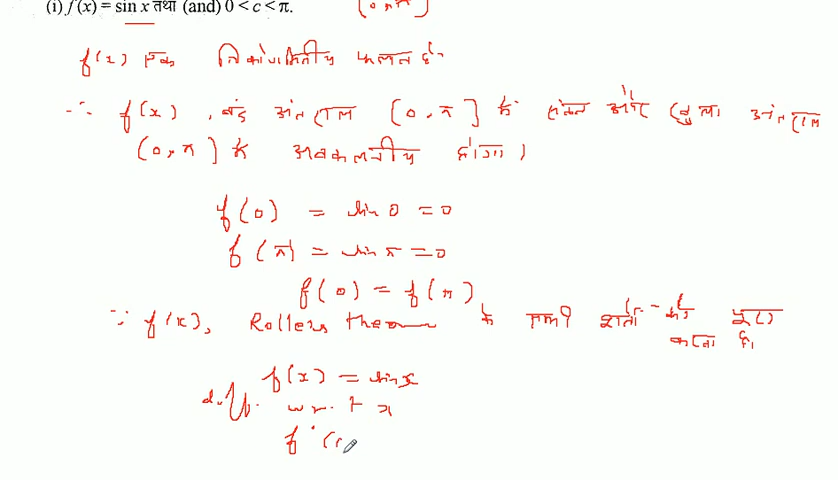 (i) f(x) = sin x तथा (and) 0 < c < π.
f(x) एक त्रिकोणमितीय फलन है
∴ f(x), बंद अंतराल [0, π] में संतत और खुला अंतराल
(0, π) में अवकलनीय होगा।
f(0) = sin 0 = 0
f(π) = sin π = 0
f(0) = f(π)
∵ f(x), Rolle's theorem के सभी शर्तों को पूरा
करता है।
f(x) = sin x
diff. w.r.t x
f'(